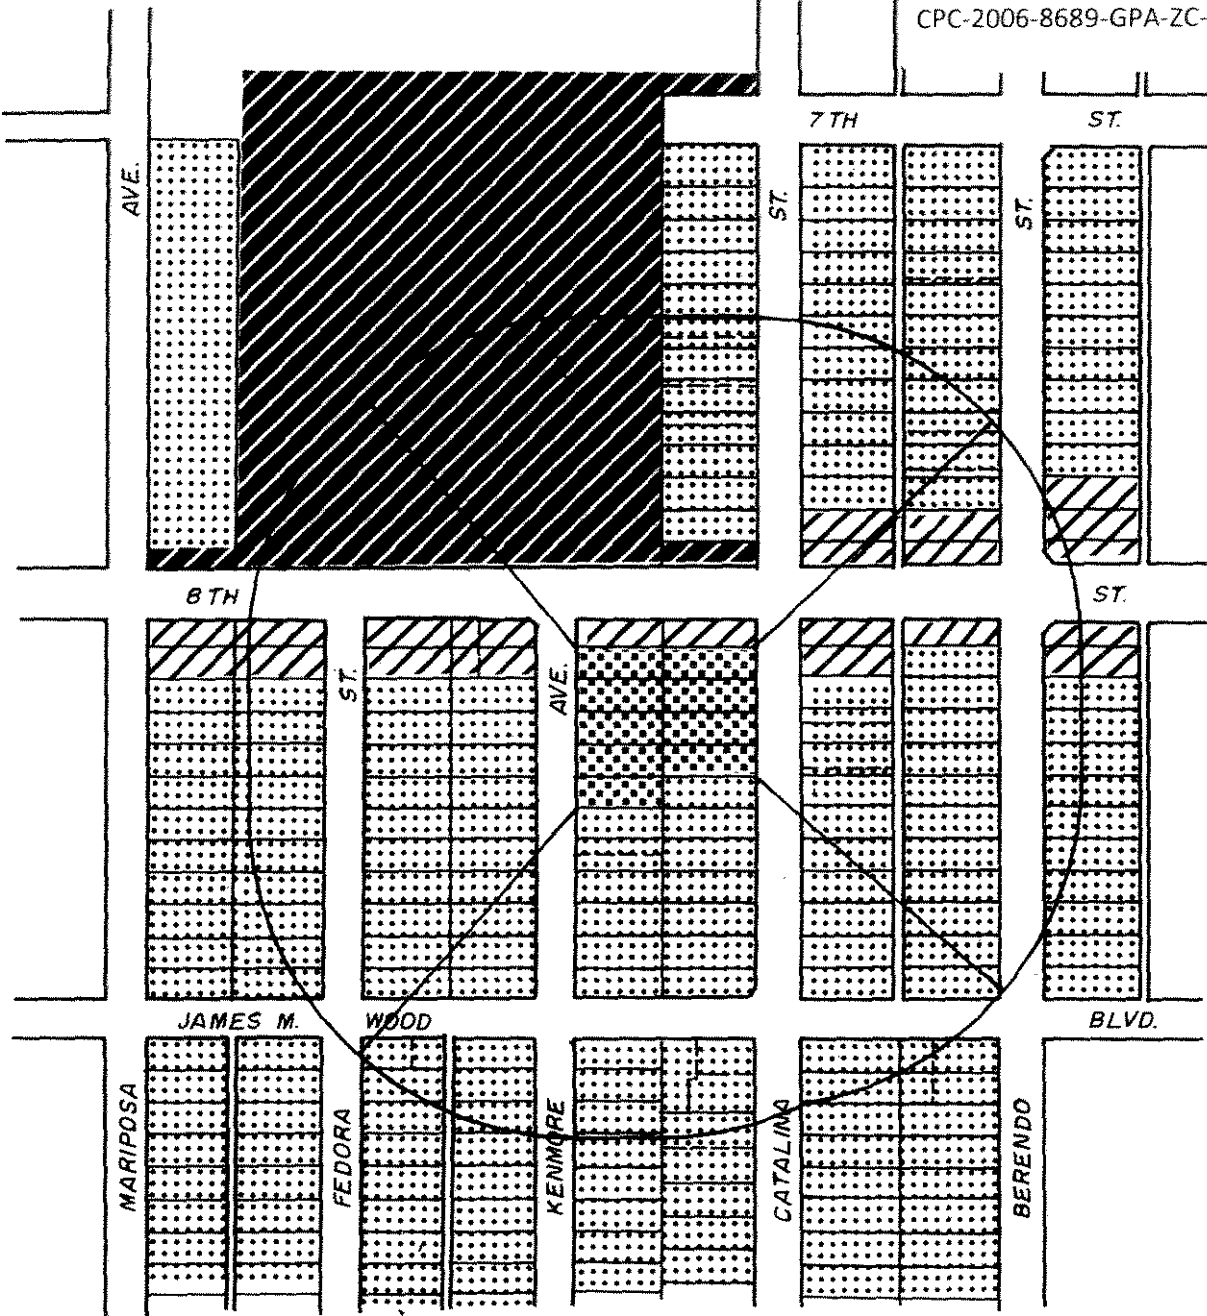 CPC-2006-8689-GPA-ZC-
7TH ST.
AVE.
ST.
ST.
8TH ST.
ST.
AVE.
JAMES M. WOOD BLVD.
MARIPOSA
FEDORA
KENMORE
CATALINA
BERENDO